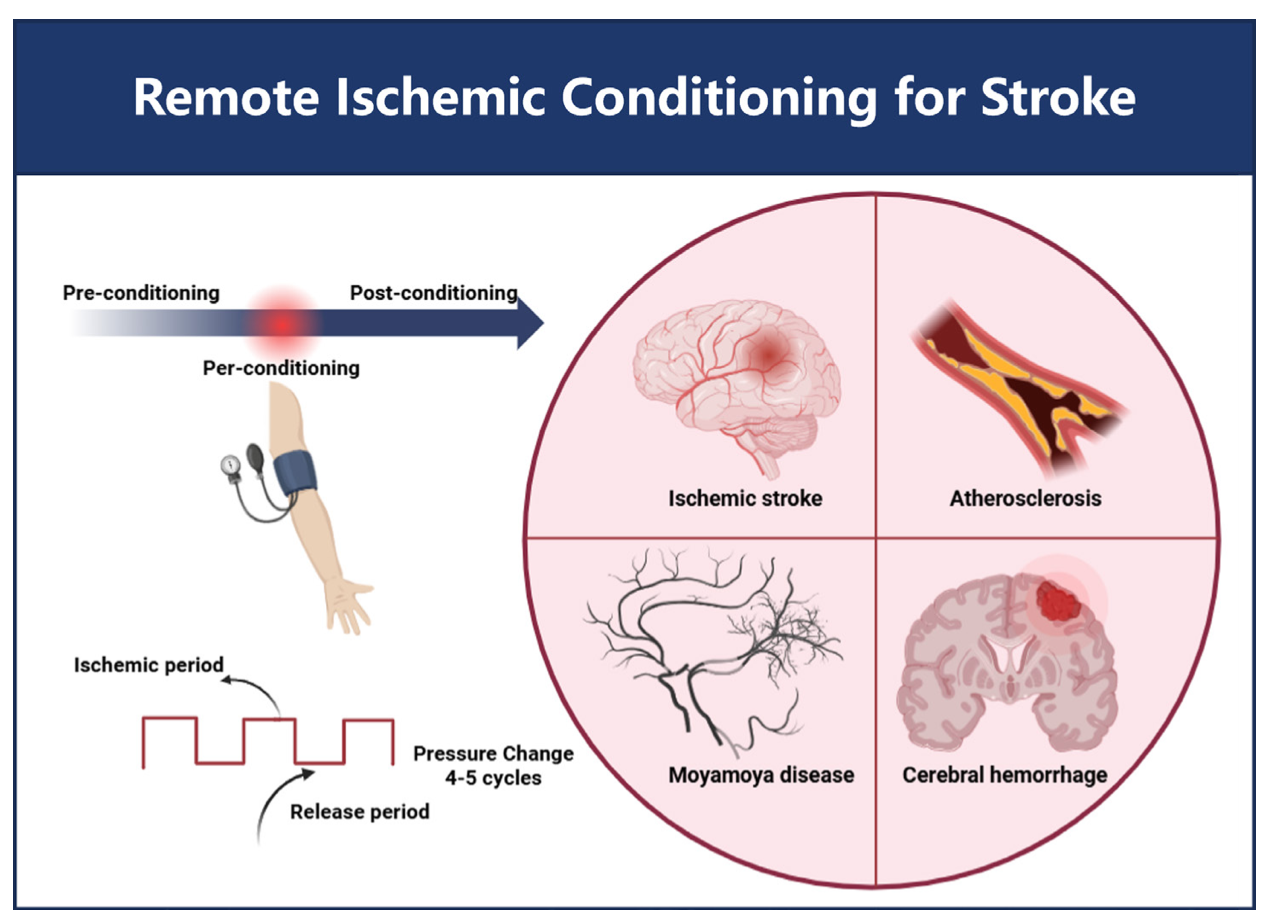 Remote Ischemic Conditioning for Stroke
Pre-conditioning
Post-conditioning
Per-conditioning
Ischemic period
Pressure Change
4-5 cycles
Release period
Ischemic stroke
Atherosclerosis
Moyamoya disease
Cerebral hemorrhage